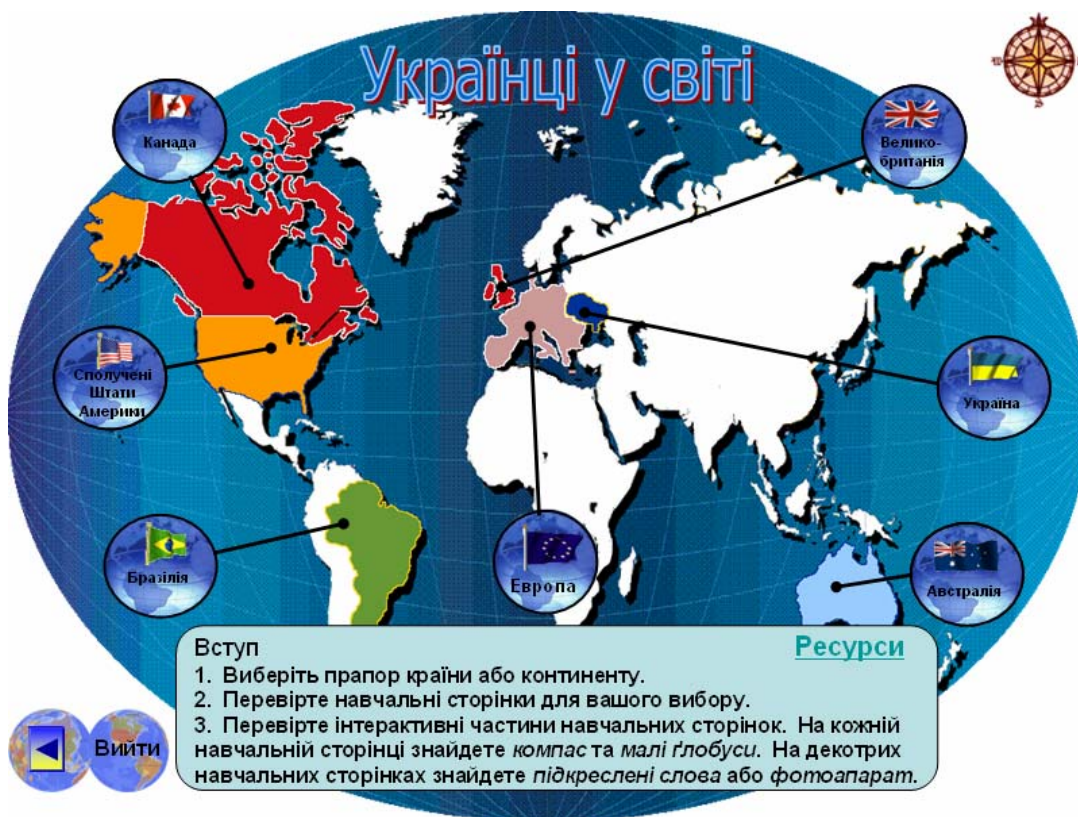 Українці у світі
Канада
Велико-
британія
Сполучені
Штати
Америки
Україна
Бразілія
Европа
Австралія
Вступ
Ресурси
1. Виберіть прапор країни або континенту.
2. Перевірте навчальні сторінки для вашого вибору.
3. Перевірте інтерактивні частини навчальних сторінок. На кожній
навчальній сторінці знайдете компас та малі ґлобуси. На декотрих
навчальних сторінках знайдете підкреслені слова або фотоапарат.
Вийти